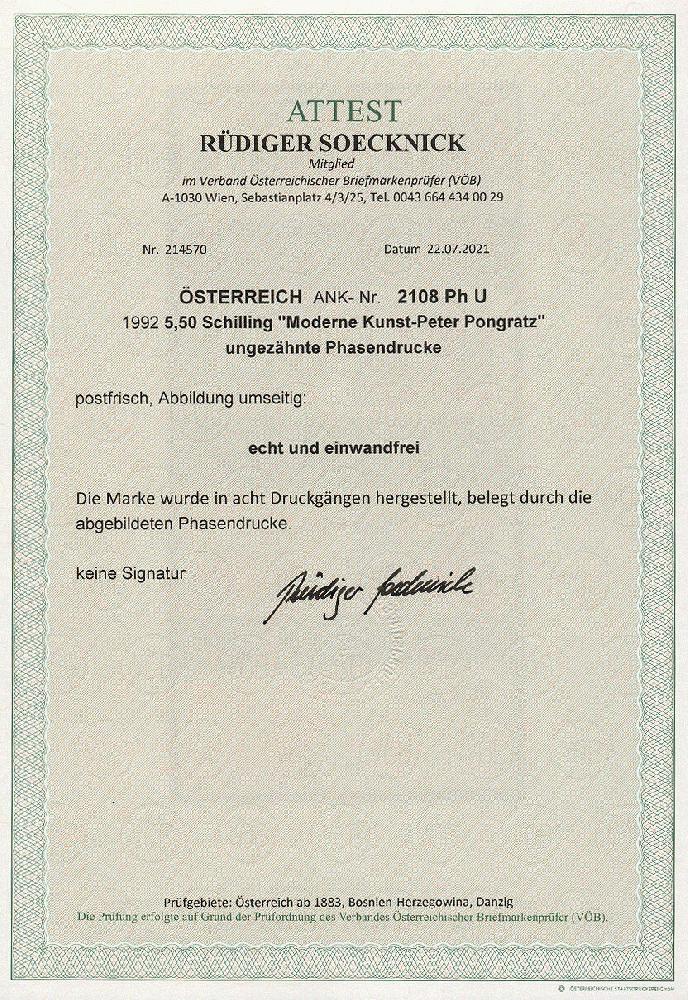 ATTEST
RÜDIGER SOECKNICK
Mitglied
im Verband Österreichischer Briefmarkenprüfer (VÖB)
A-1030 Wien, Sebastianplatz 4/3/25, Tel. 0043 664 434 00 29
Nr. 214570 Datum 22.07.2021
ÖSTERREICH ANK- Nr. 2108 Ph U
1992 5,50 Schilling "Moderne Kunst-Peter Pongratz"
ungezähnte Phasendrucke
postfrisch, Abbildung umseitig:
echt und einwandfrei
Die Marke wurde in acht Druckgängen hergestellt, belegt durch die
abgebildeten Phasendrucke.
keine Signatur
Rüdiger Soecknick
Prüfgebiete: Österreich ab 1883, Bosnien Herzegowina, Danzig
Die Prüfung erfolgte auf Grund der Prüfordnung des Verbandes Österreichischer Briefmarkenprüfer (VÖB).
© ÖSTERREICHISCHE STAATSDRUCKEREI GmbH